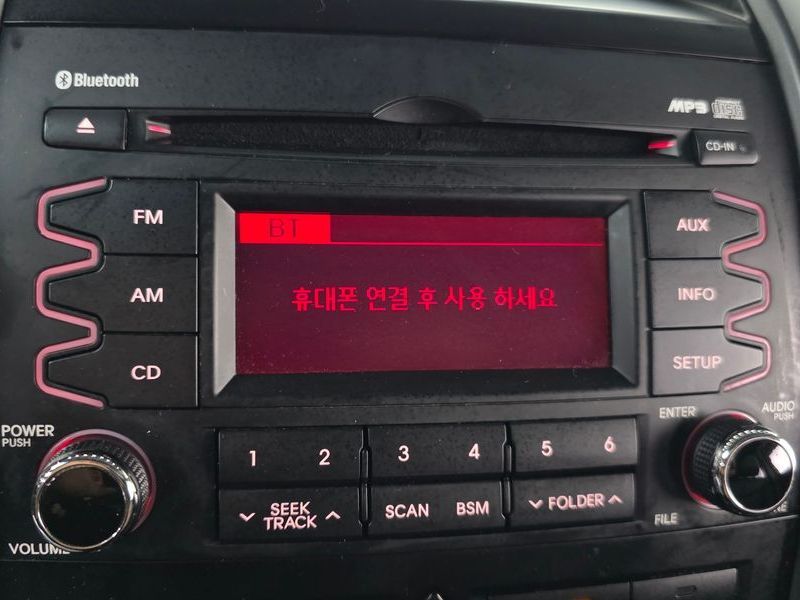 Bluetooth
MP3 disc
CD-IN
FM
AM
CD
BT
휴대폰 연결 후 사용 하세요
AUX
INFO
SETUP
POWER
PUSH
VOLUME
1 2 3 4 5 6
SEEK
TRACK
SCAN BSM
FOLDER
ENTER
AUDIO
PUSH
FILE